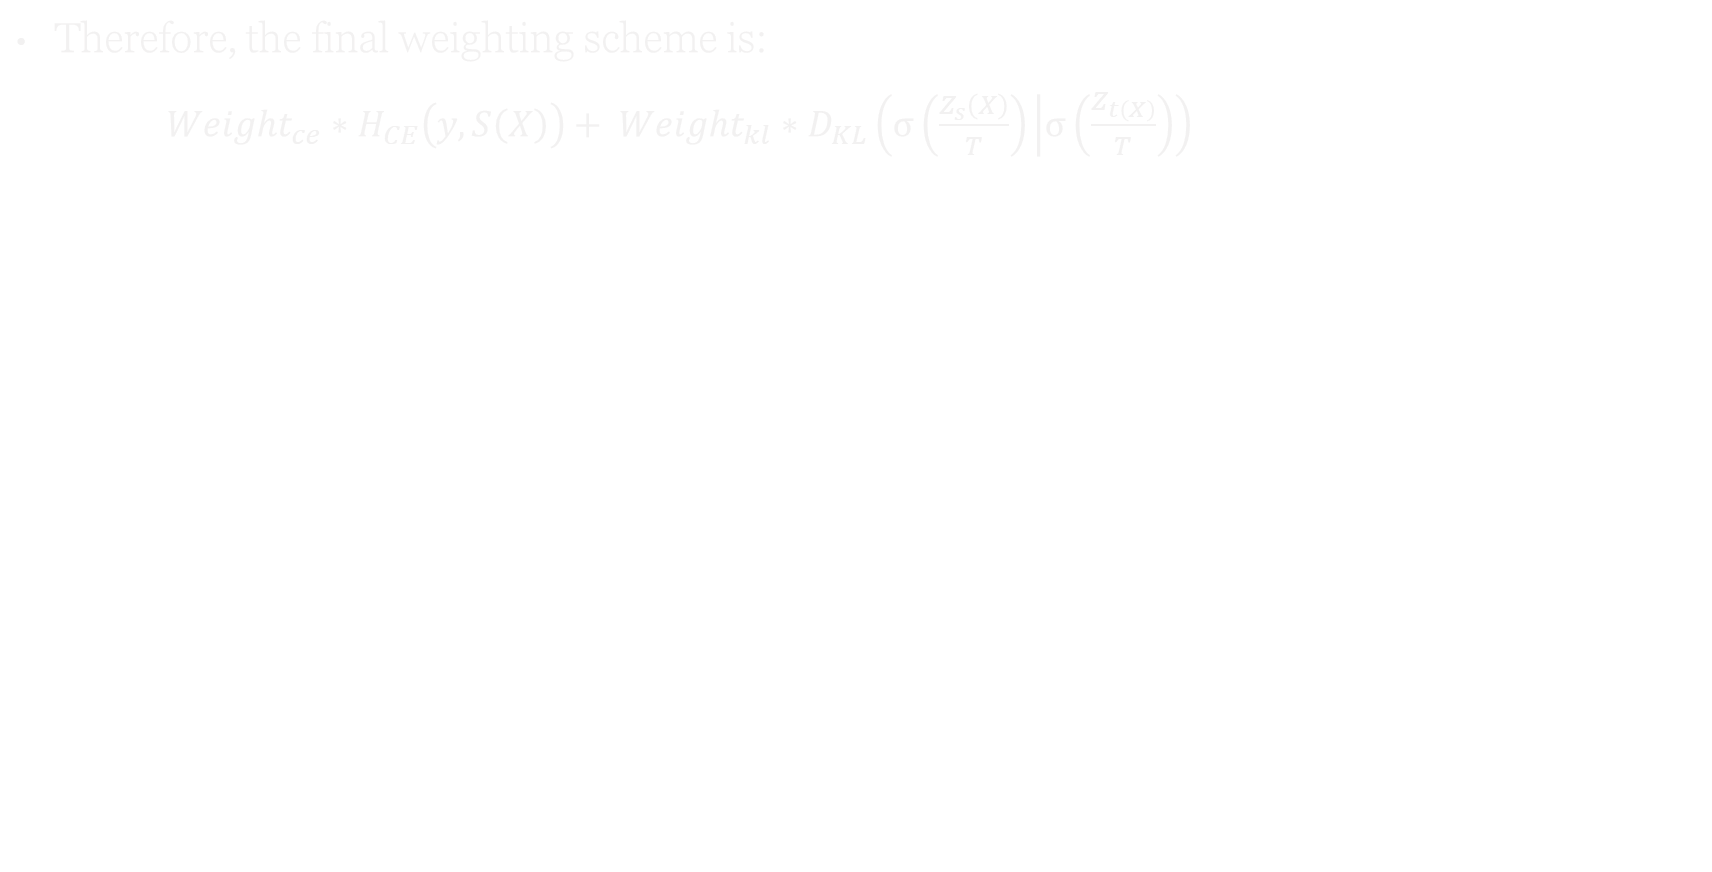 • Therefore, the final weighting scheme is:
Weight_ce * H_CE(y, S(X)) + Weight_kl * D_KL(σ(Z_s(X)/T)|σ(Z_t(X)/T))